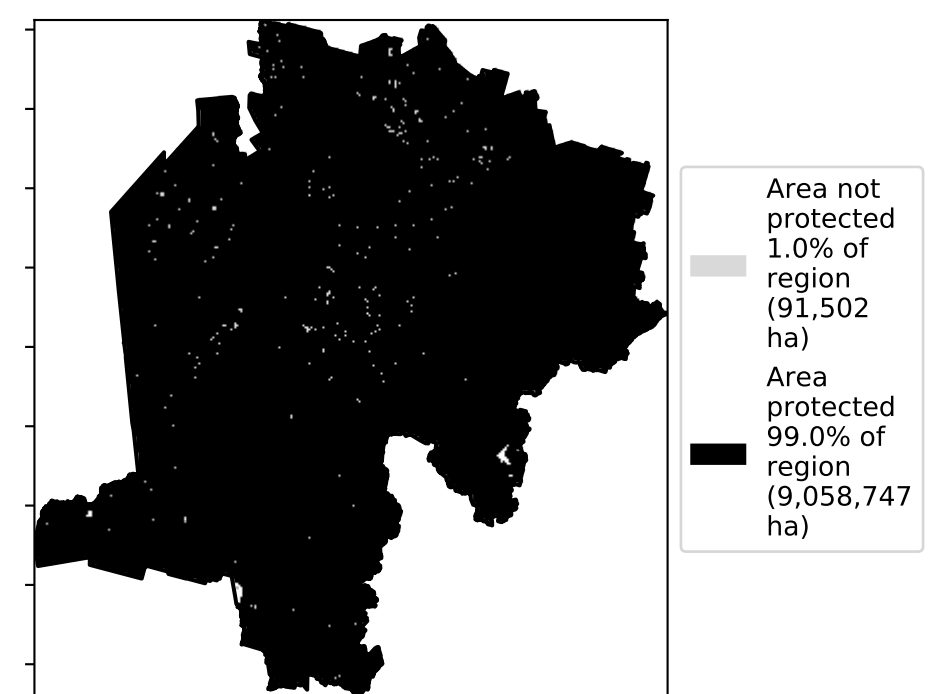 Area not
protected
1.0% of
region
(91,502
ha)
Area
protected
99.0% of
region
(9,058,747
ha)